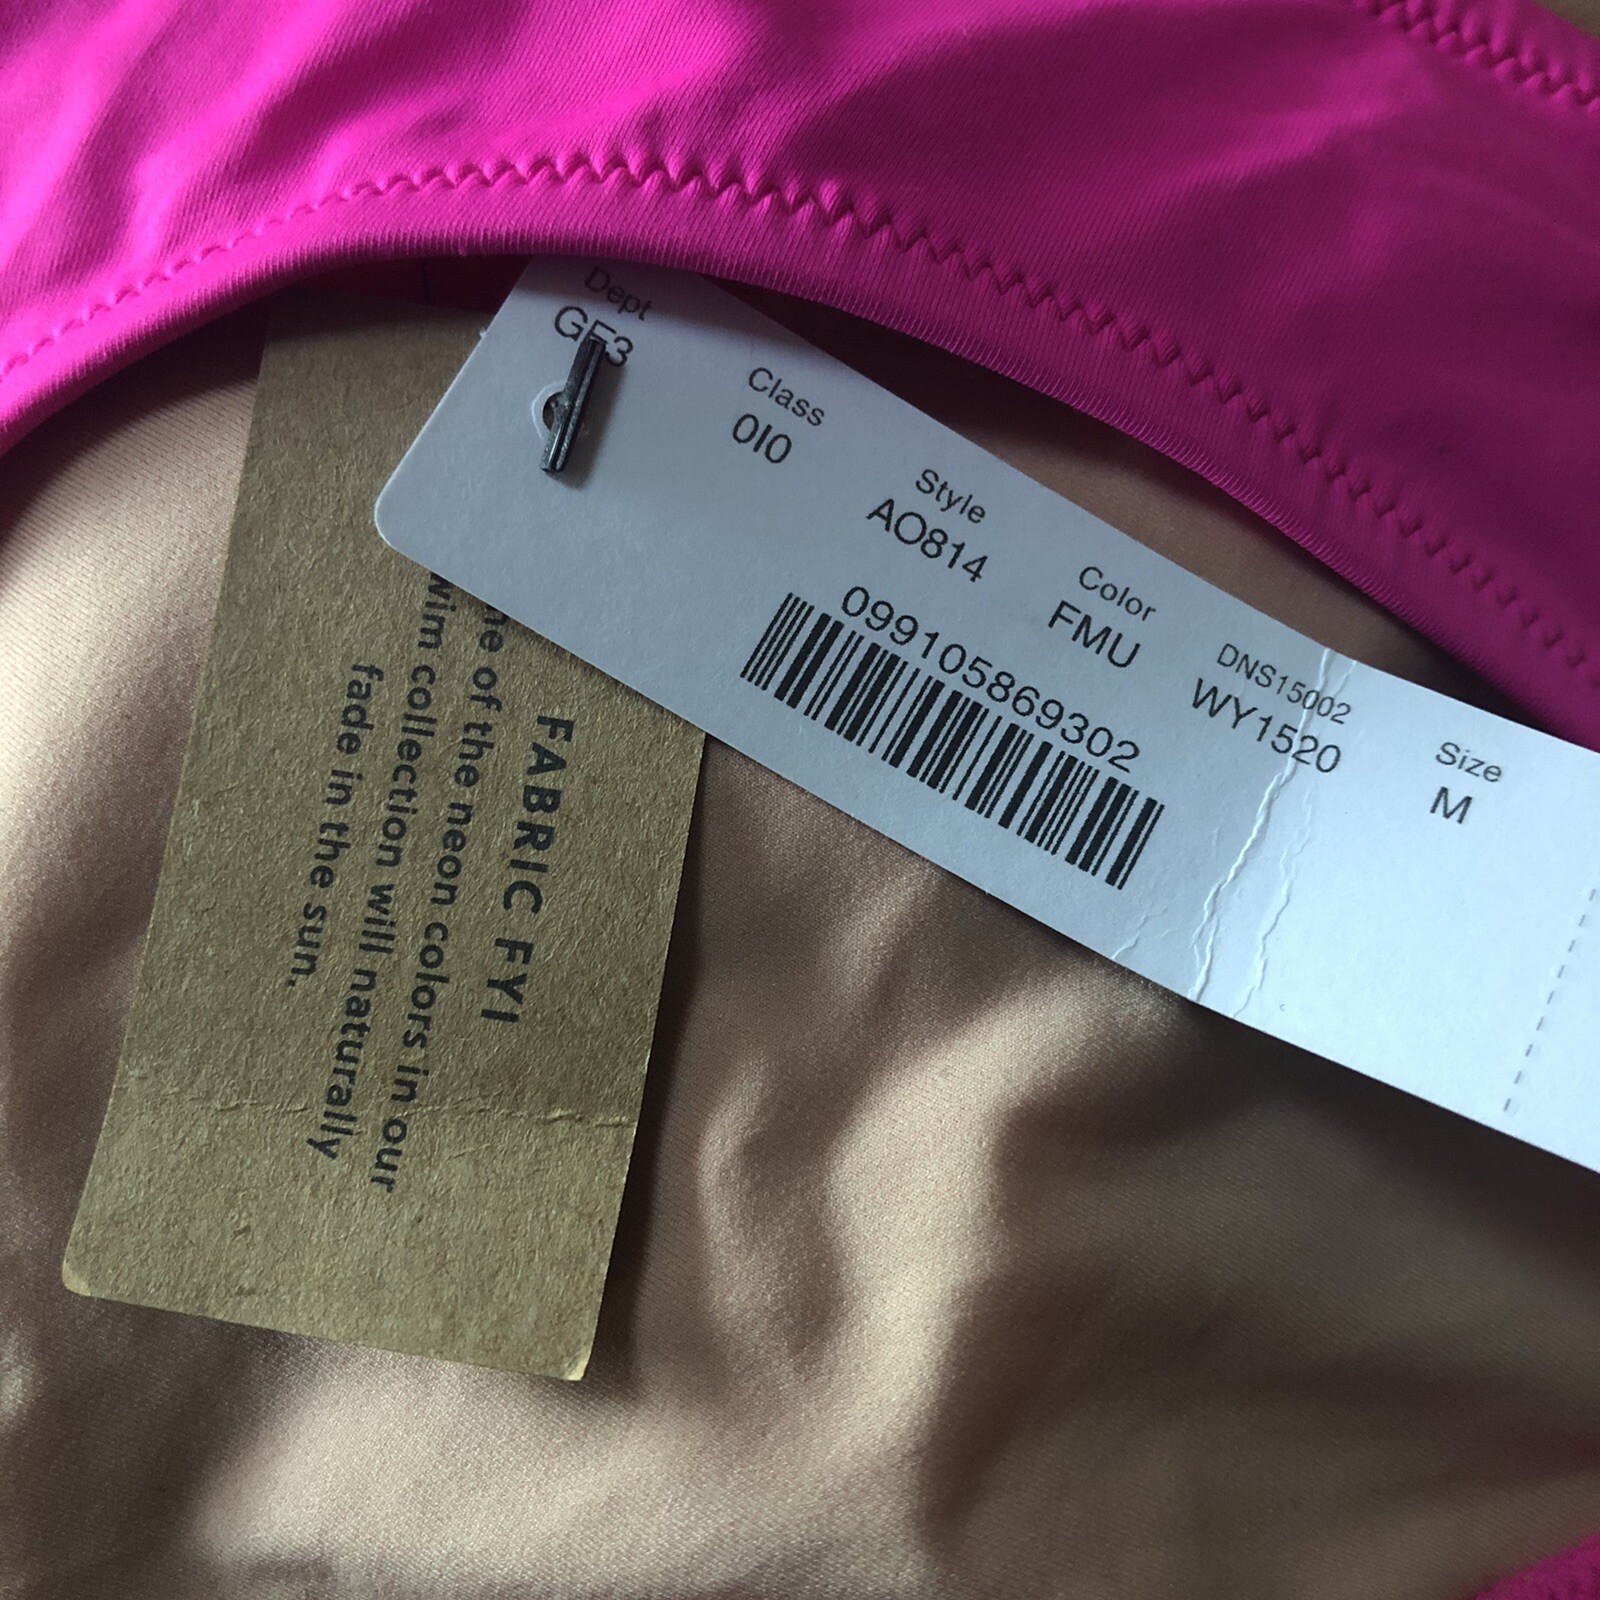 Dept
GF3
Class
0I0
Style
AO814
Color
FMU
DNS15002
WY1520
Size
M
099105869302
FABRIC FYI
of the neon colors in our
collection will naturally
fade in the sun.